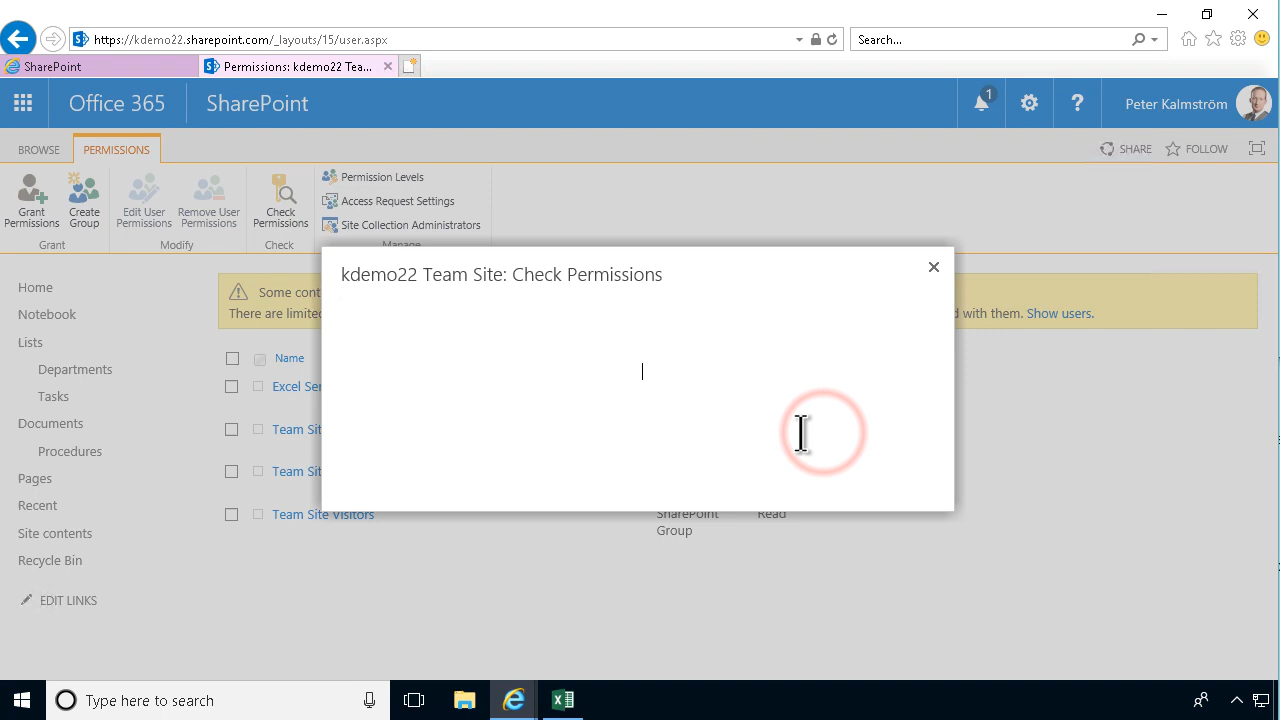 https://kdemo22.sharepoint.com/_layouts/15/user.aspx
Search...
SharePoint
Permissions: kdemo22 Tea...
Office 365
SharePoint
1
?
Peter Kalmström
BROWSE
PERMISSIONS
SHARE
FOLLOW
Grant Permissions
Create Group
Edit User Permissions
Remove User Permissions
Check Permissions
Permission Levels
Access Request Settings
Site Collection Administrators
Grant
Modify
Check
Manage
kdemo22 Team Site: Check Permissions
Home
Notebook
Lists
Departments
Tasks
Documents
Procedures
Pages
Recent
Site contents
Recycle Bin
EDIT LINKS
Some cont
There are limite
d with them. Show users.
Name
Excel Ser
Team Sit
Team Sit
Team Site Visitors
SharePoint
Group
Read
Type here to search